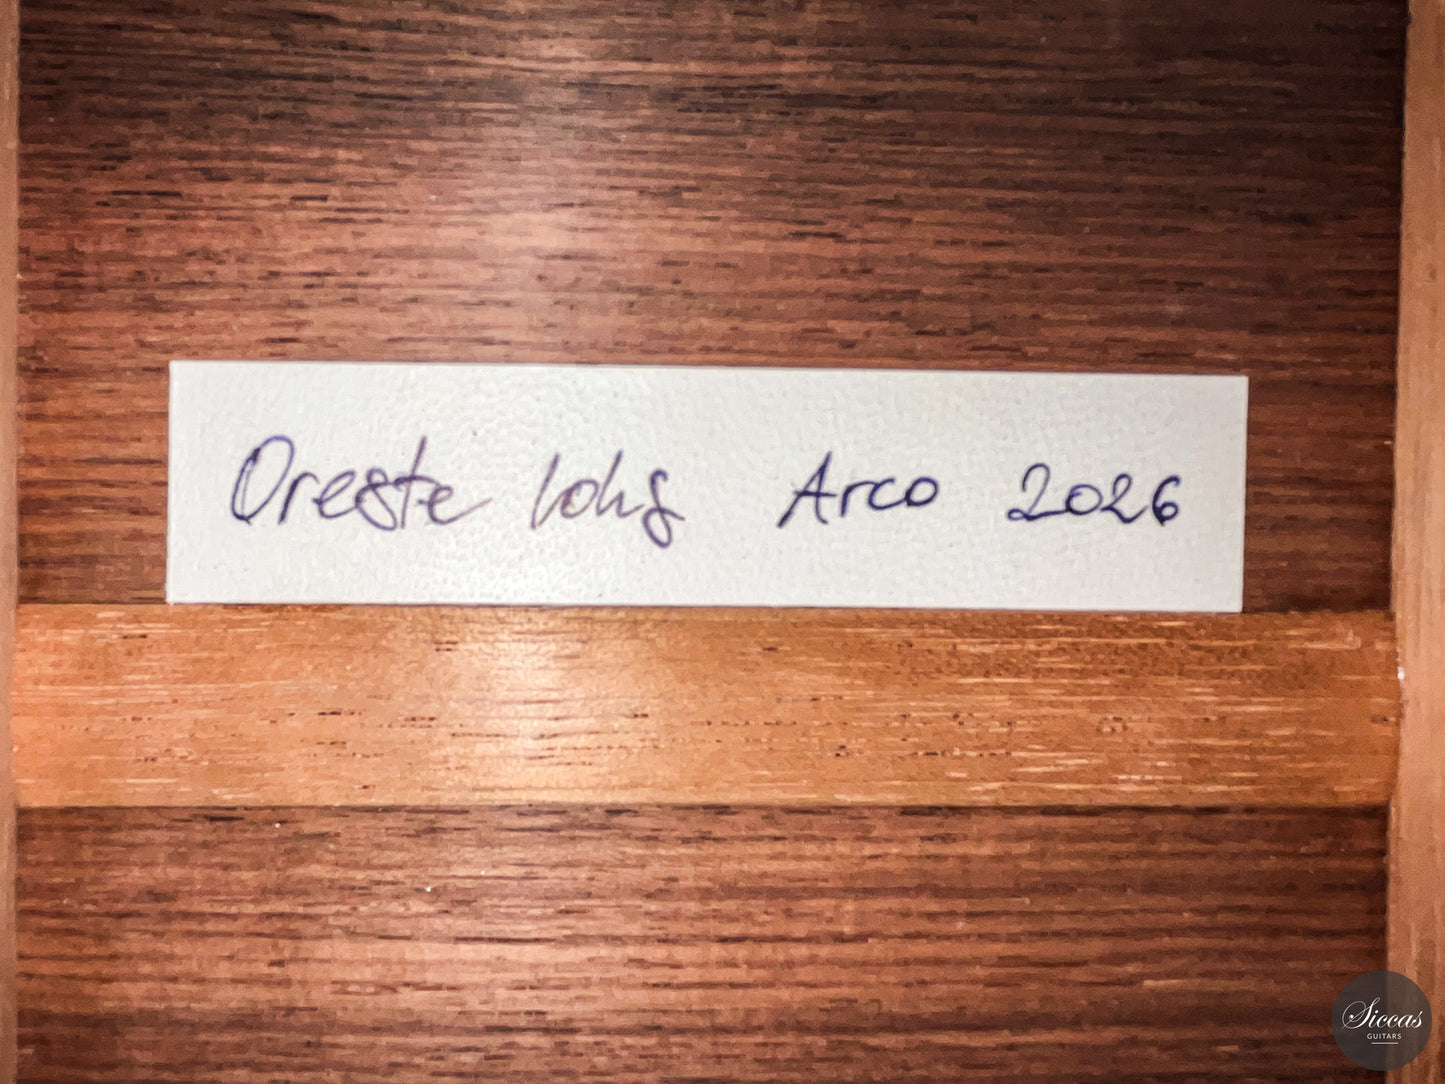 Oreste Arco 2026
Siccas
GUITARS